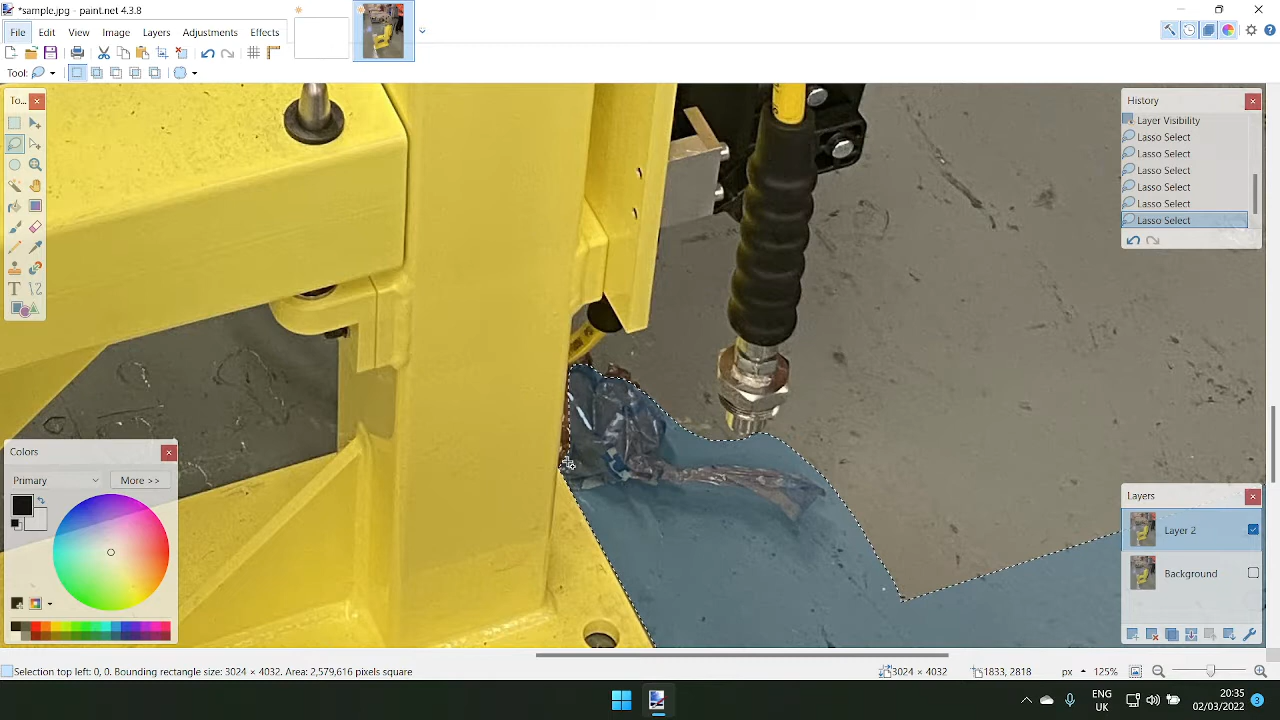 *sample.jpg - paint.net 4.3.8
File Edit View Image Layers Adjustments Effects
Tool:
To...
History
Layer Visibility
Lasso Select
Lasso Select
Lasso Select
Lasso Select
Lasso Select
Lasso Select
Colors
Primary
More >>
Layers
Layer 2
Background
Selection top left: 0, 0. Bounding rectangle size: 3024 × 4032. Area: 2,579,616 pixels square
3024 × 4032
1833, 2818
px
125%
ENG
UK
20:35
02/03/2022
3